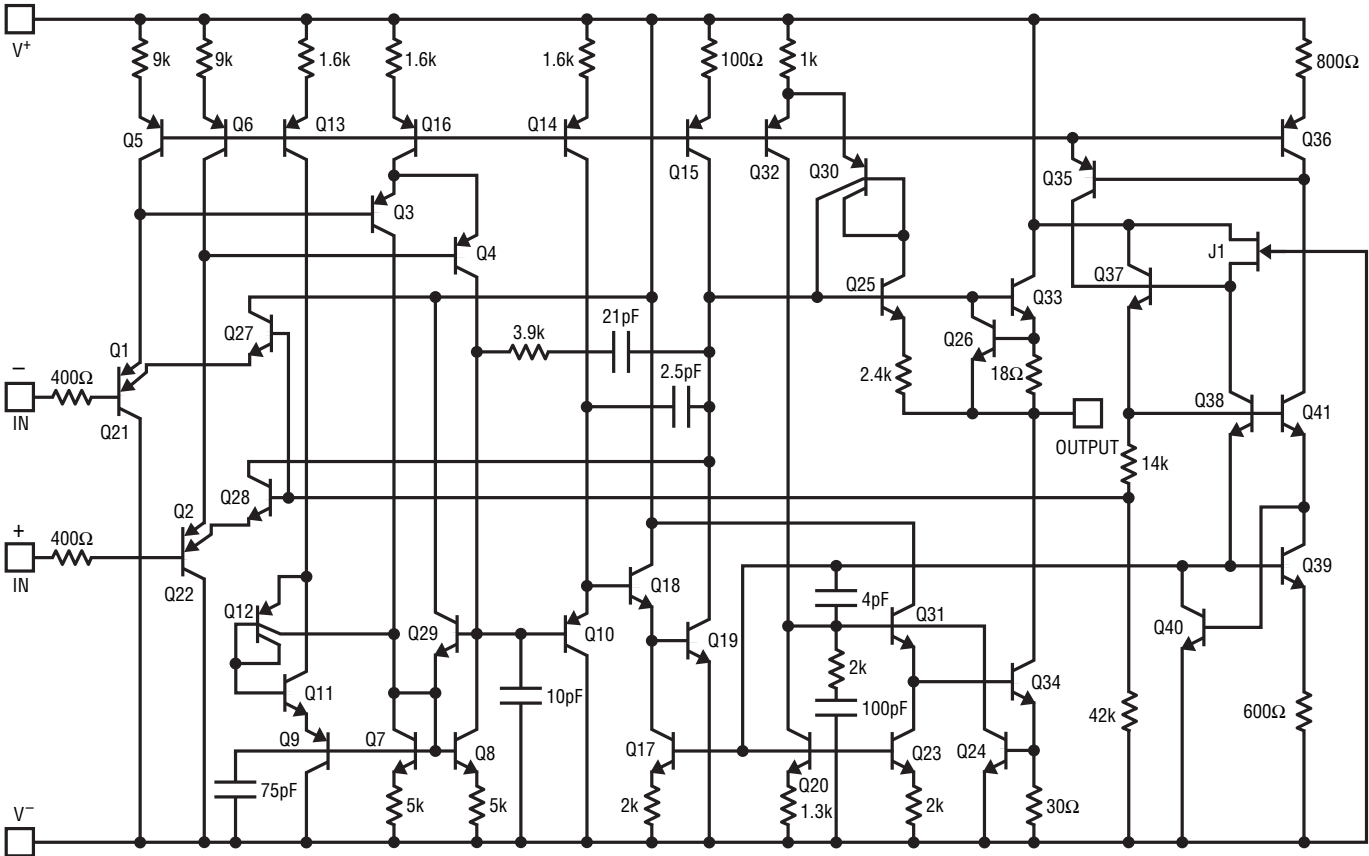 V+
9k
9k
1.6k
1.6k
1.6k
100Ω
1k
800Ω
Q5
Q6
Q13
Q16
Q14
Q15
Q32
Q30
Q35
Q36
Q3
Q4
J1
Q37
Q25
Q33
Q27
21pF
3.9k
Q26
Q1
2.5pF
2.4k
18Ω
−
400Ω
IN
Q21
Q38
Q41
OUTPUT
14k
Q28
Q2
+
400Ω
IN
Q22
Q39
Q18
4pF
Q12
Q31
Q29
Q10
Q19
Q40
2k
Q11
10pF
100pF
Q34
42k
600Ω
Q9
Q7
Q8
Q17
Q23
Q24
Q20
75pF
5k
5k
2k
1.3k
2k
30Ω
V−